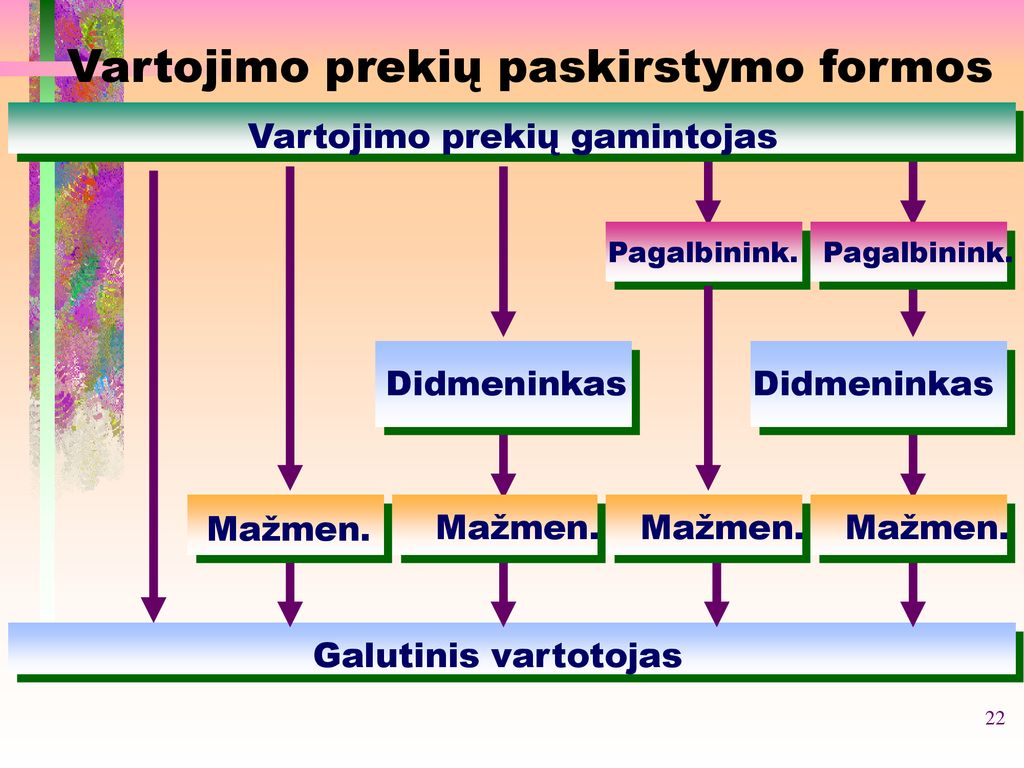 Vartojimo prekių paskirstymo formos
Vartojimo prekių gamintojas
Pagalbinink.
Pagalbinink.
Didmeninkas
Didmeninkas
Mažmen.
Mažmen.
Mažmen.
Mažmen.
Galutinis vartotojas
22